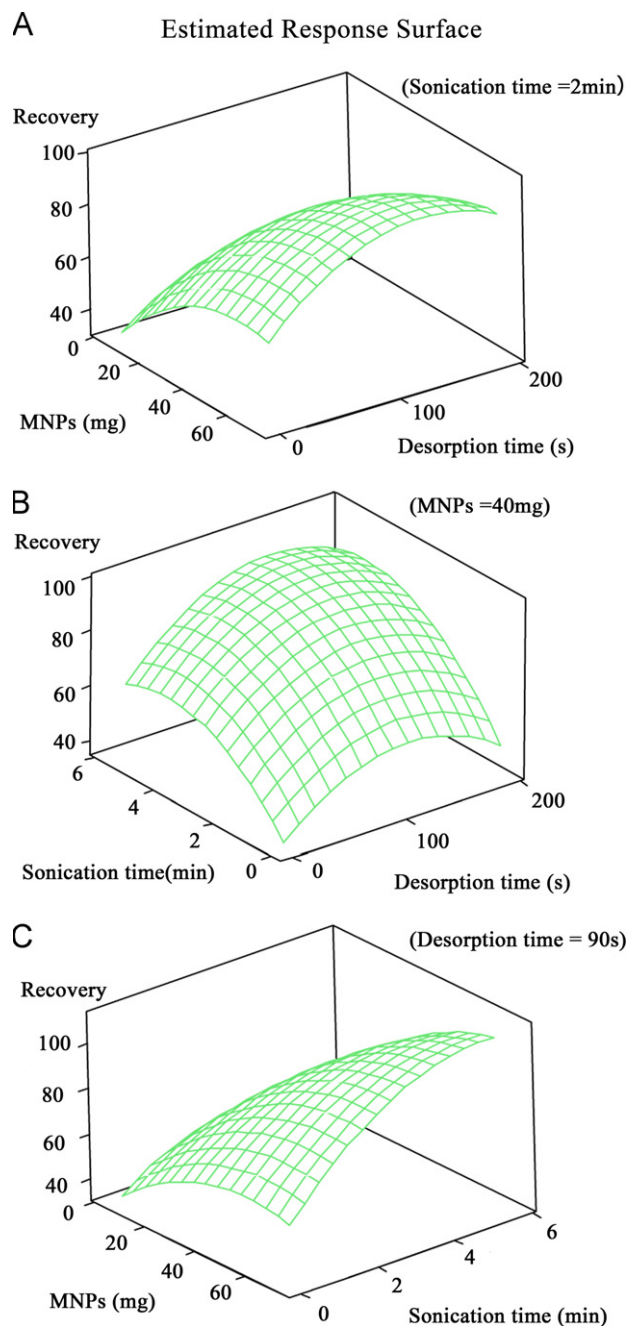 A
Estimated Response Surface
(Sonication time =2min)
Recovery
100
80
60
40
0
20
40
60
MNPs (mg)
0
100
200
Desorption time (s)
B
(MNPs =40mg)
Recovery
100
80
60
40
6
4
2
0
Sonication time(min)
0
100
200
Desorption time (s)
C
(Desorption time = 90s)
Recovery
100
80
60
40
0
20
40
60
MNPs (mg)
0
2
4
6
Sonication time (min)